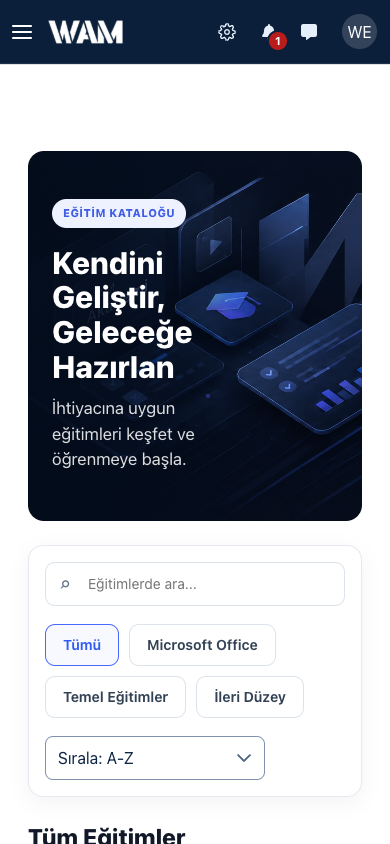 WAM
1
WE
EĞİTİM KATALOĞU
Kendini
Geliştir,
Geleceğe
Hazırlan
İhtiyacına uygun
eğitimleri keşfet ve
öğrenmeye başla.
Eğitimlerde ara...
Tümü
Microsoft Office
Temel Eğitimler
İleri Düzey
Sırala: A-Z
Tüm Eğitimler